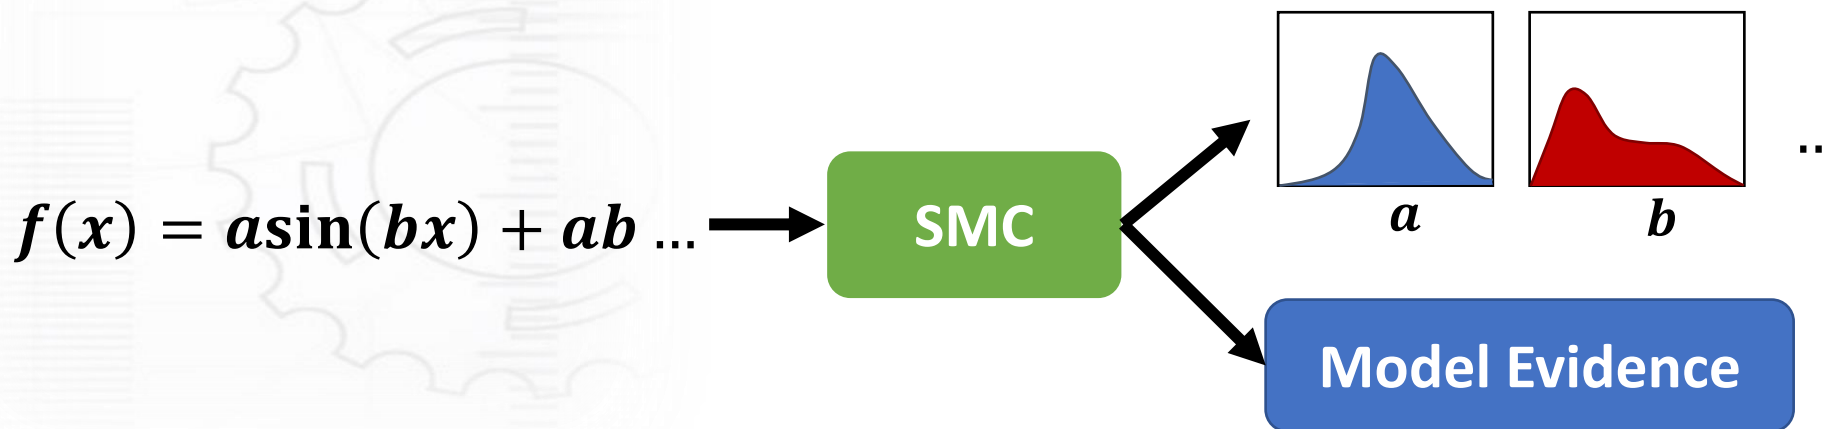 f(x) = asin(bx) + ab ...
SMC
a
b
..
Model Evidence